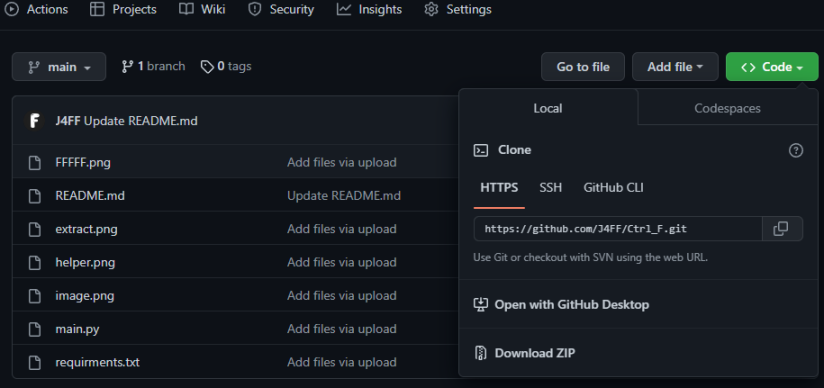 Actions Projects Wiki Security Insights Settings
main 1 branch 0 tags Go to file Add file Code
J4FF Update README.md
FFFFF.png Add files via upload
README.md Update README.md
extract.png Add files via upload
helper.png Add files via upload
image.png Add files via upload
main.py Add files via upload
requirments.txt Add files via upload
Local Codespaces
Clone
HTTPS SSH GitHub CLI
https://github.com/J4FF/Ctrl_F.git
Use Git or checkout with SVN using the web URL.
Open with GitHub Desktop
Download ZIP